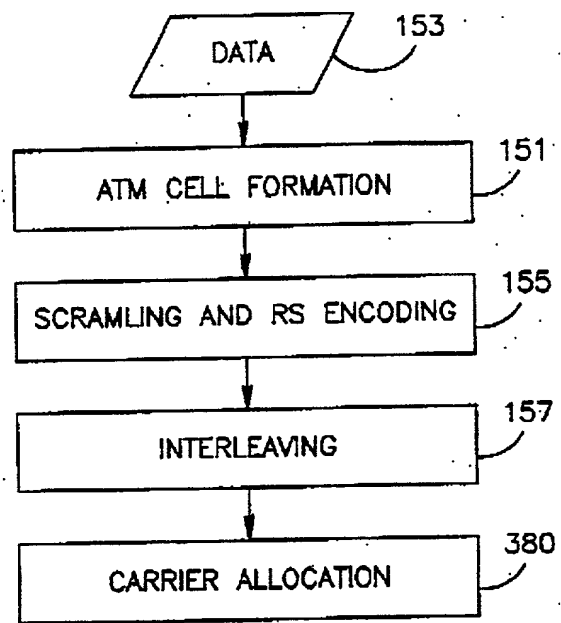 DATA
153
ATM CELL FORMATION
151
SCRAMLING AND RS ENCODING
155
INTERLEAVING
157
CARRIER ALLOCATION
380